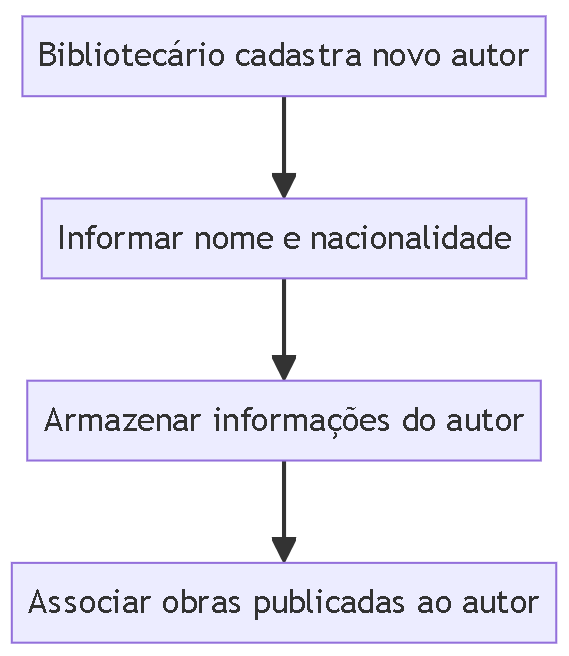 Bibliotecário cadastra novo autor
Informar nome e nacionalidade
Armazenar informações do autor
Associar obras publicadas ao autor